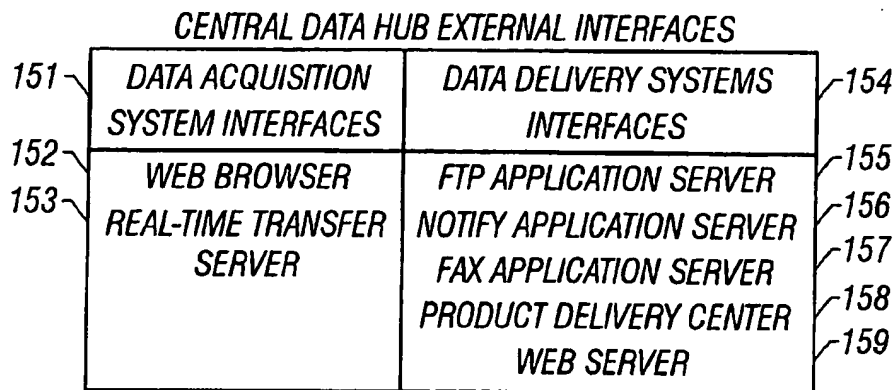 CENTRAL DATA HUB EXTERNAL INTERFACES
151 DATA ACQUISITION DATA DELIVERY SYSTEMS 154
SYSTEM INTERFACES INTERFACES
152 WEB BROWSER FTP APPLICATION SERVER 155
153 REAL-TIME TRANSFER NOTIFY APPLICATION SERVER 156
SERVER FAX APPLICATION SERVER 157
PRODUCT DELIVERY CENTER 158
WEB SERVER 159